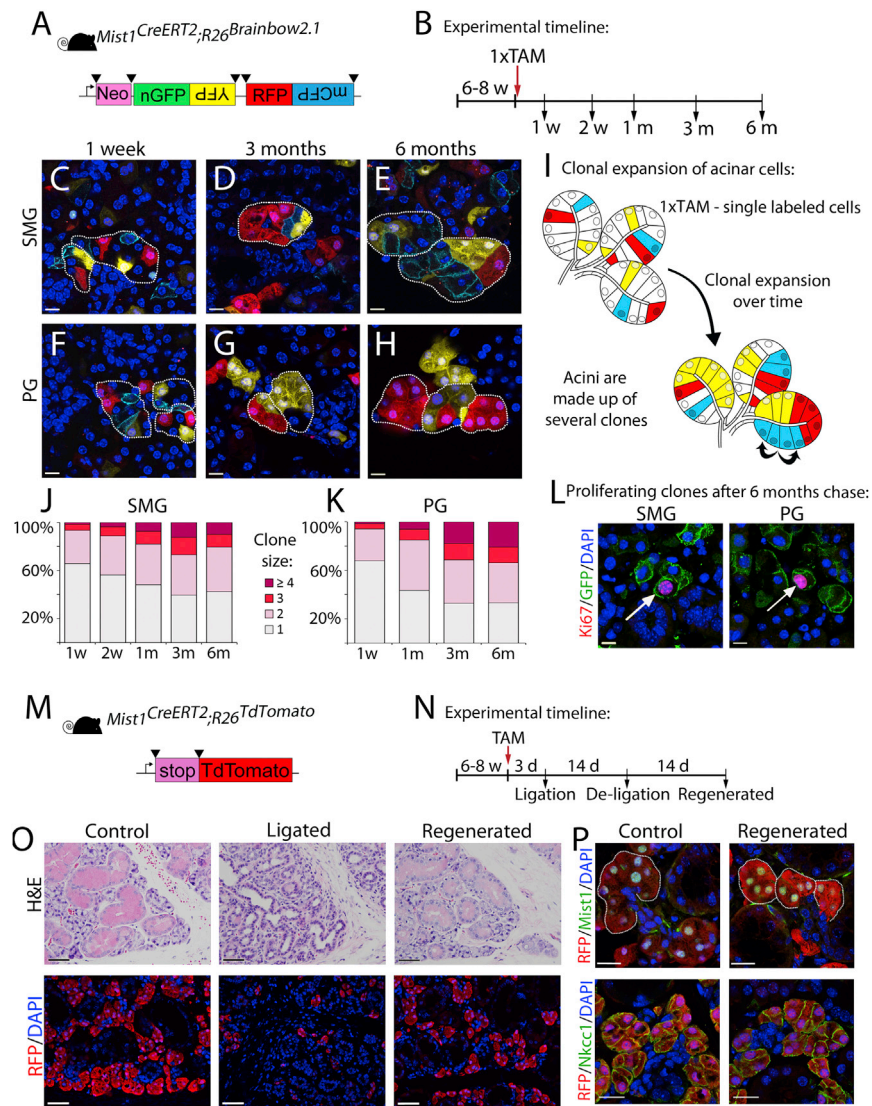 A
Mist1CreERT2;R26Brainbow2.1
Neo nGFP YFP RFP mCFP
B Experimental timeline:
1xTAM
6-8 w
1 w 2 w 1 m 3 m 6 m
1 week 3 months 6 months
SMG
C D E
PG
F G H
I Clonal expansion of acinar cells:
1xTAM - single labeled cells
Clonal expansion
over time
Acini are
made up of
several clones
J SMG
100%
60%
20%
1w 2w 1m 3m 6m
Clone
size:
≥ 4
3
2
1
K PG
100%
60%
20%
1w 1m 3m 6m
L Proliferating clones after 6 months chase:
SMG PG
Ki67/GFP/DAPI
M
Mist1CreERT2;R26TdTomato
stop TdTomato
N Experimental timeline:
TAM
6-8 w 3 d 14 d 14 d
Ligation De-ligation Regenerated
O Control Ligated Regenerated
H&E
RFP/DAPI
P Control Regenerated
RFP/Mist1/DAPI
RFP/Nkcc1/DAPI